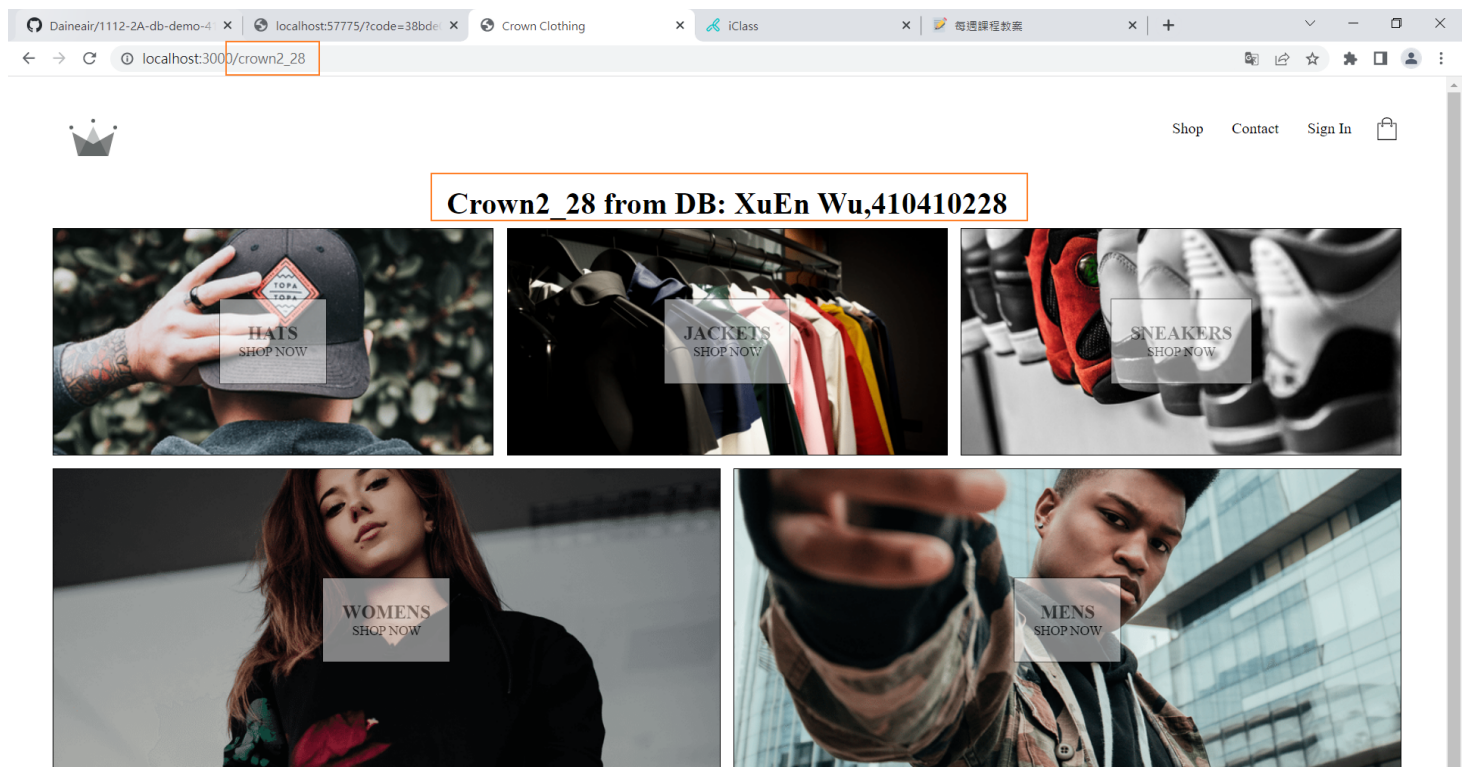 Daineair/1112-2A-db-demo-41
localhost:57775/?code=38bde
Crown Clothing
iClass
每週課程教案
localhost:3000/crown2_28
Shop
Contact
Sign In
Crown2_28 from DB: XuEn Wu,410410228
TOPA
TOPA
HATS
SHOP NOW
JACKETS
SHOP NOW
SNEAKERS
SHOP NOW
WOMENS
SHOP NOW
MENS
SHOP NOW